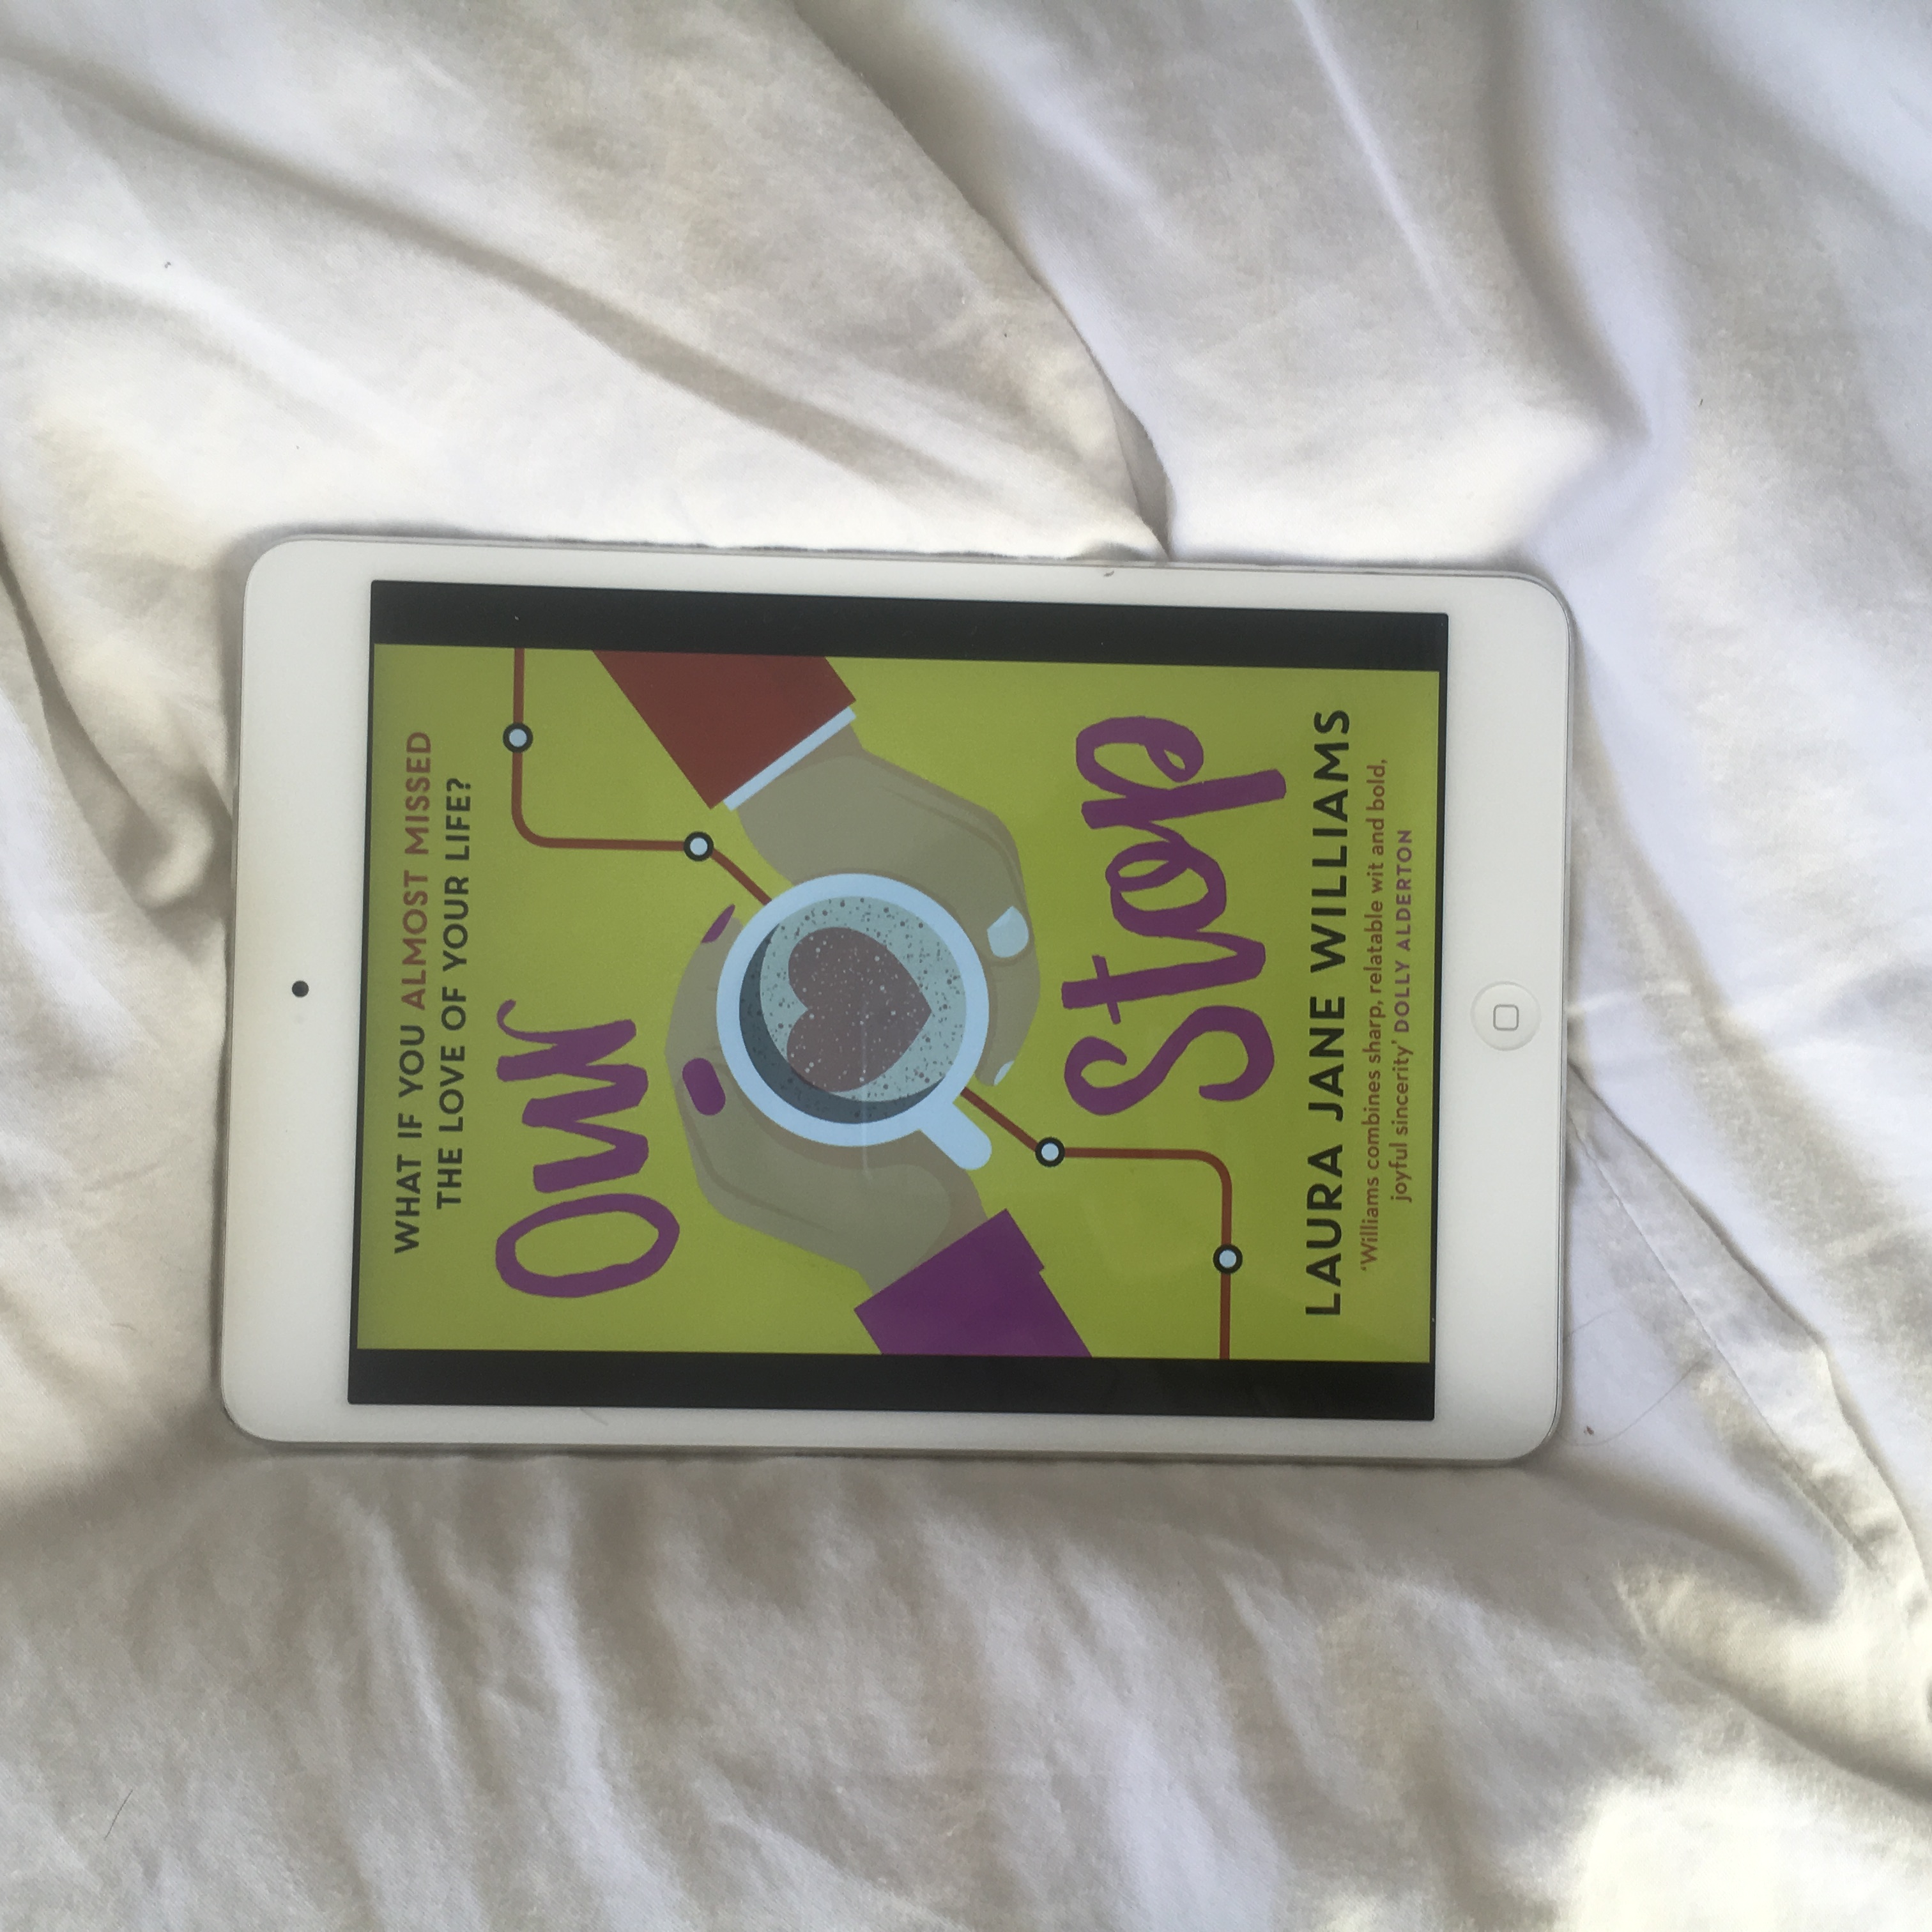 WHAT IF YOU ALMOST MISSED
THE LOVE OF YOUR LIFE?
Our
Stop
LAURA JANE WILLIAMS
‘Williams combines sharp, relatable wit and bold,
joyful sincerity’ DOLLY ALDERTON